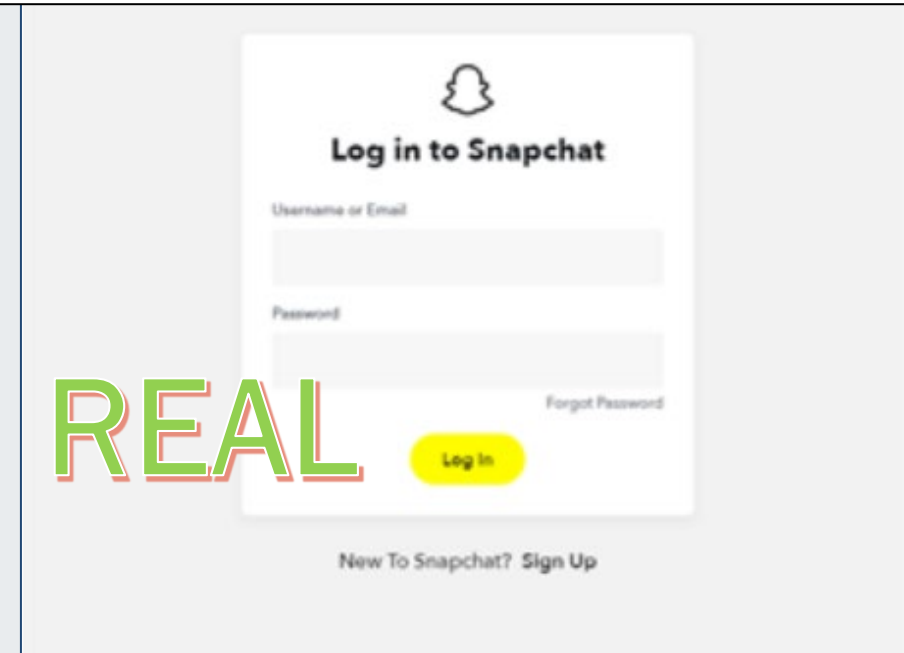 Log in to Snapchat
Username or Email
Password
Forgot Password
REAL
Log In
New To Snapchat? Sign Up